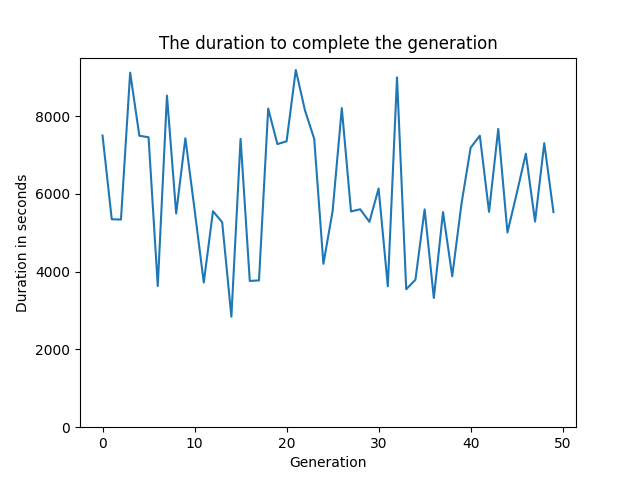 The duration to complete the generation
Duration in seconds
8000
6000
4000
2000
0
0 10 20 30 40 50
Generation